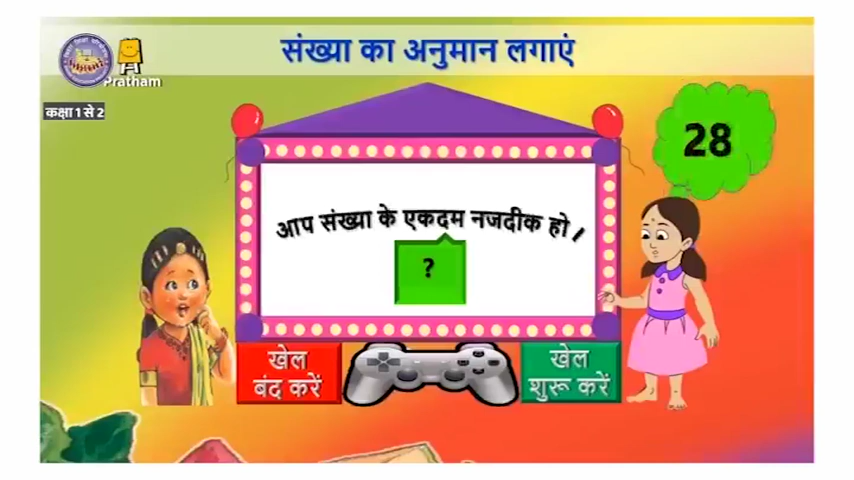 संख्या का अनुमान लगाएं
Pratham
कक्षा 1 से 2
28
आप संख्या के एकदम नजदीक हो !
?
खेल
बंद करें
खेल
शुरू करें